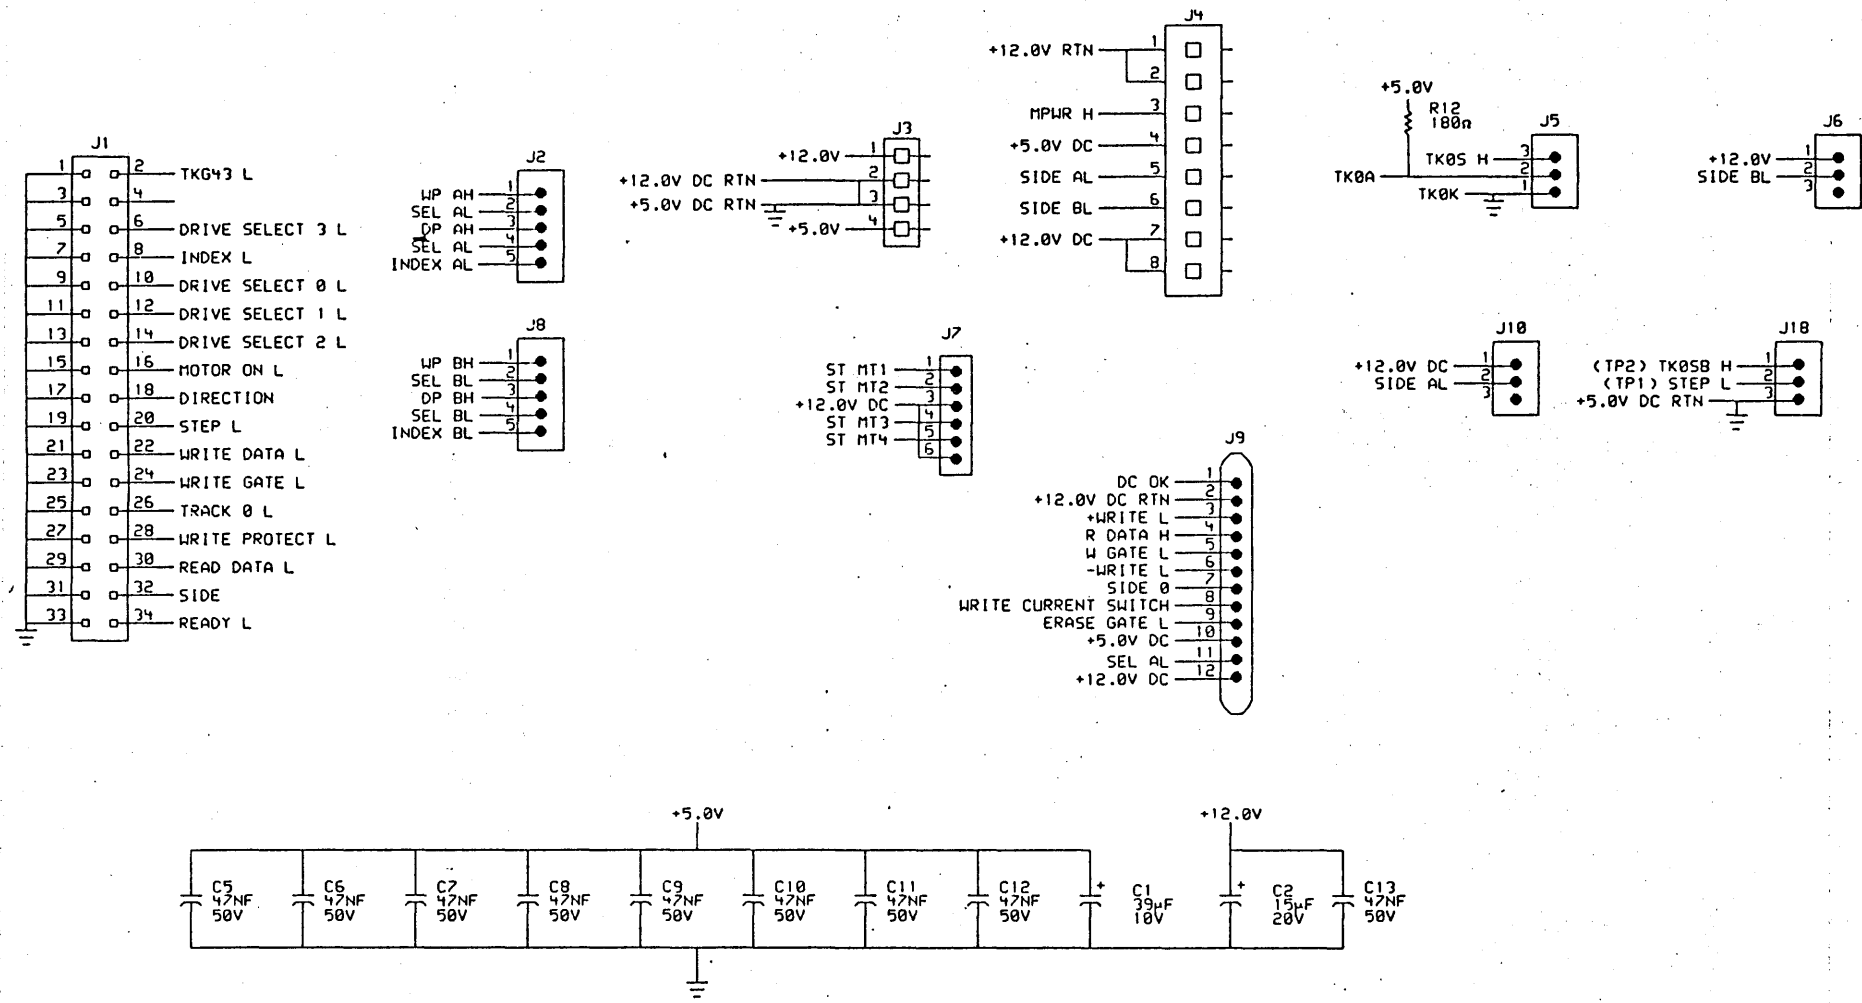 J1
1 2 TKG43 L
3 4
5 6 DRIVE SELECT 3 L
7 8 INDEX L
9 10 DRIVE SELECT 0 L
11 12 DRIVE SELECT 1 L
13 14 DRIVE SELECT 2 L
15 16 MOTOR ON L
17 18 DIRECTION
19 20 STEP L
21 22 WRITE DATA L
23 24 WRITE GATE L
25 26 TRACK 0 L
27 28 WRITE PROTECT L
29 30 READ DATA L
31 32 SIDE
33 34 READY L
J2
WP AH 1
SEL AL 2
DP AH 3
SEL AL 4
INDEX AL 5
J8
WP BH 1
SEL BL 2
DP BH 3
SEL BL 4
INDEX BL 5
J3
+12.0V 1
+12.0V DC RTN 2
+5.0V DC RTN 3
+5.0V 4
J4
+12.0V RTN 1
2
MPWR H 3
+5.0V DC 4
SIDE AL 5
SIDE BL 6
+12.0V DC 7
8
J7
ST MT1 1
ST MT2 2
+12.0V DC 3
ST MT3 4
ST MT4 5
6
J9
DC OK 1
+12.0V DC RTN 2
+WRITE L 3
R DATA H 4
W GATE L 5
-WRITE L 6
SIDE 0 7
WRITE CURRENT SWITCH 8
ERASE GATE L 9
+5.0V DC 10
SEL AL 11
+12.0V DC 12
+5.0V
R12
180Ω
J5
TK0S H 3
TK0A 2
TK0K 1
J6
+12.0V 1
SIDE BL 2
3
J10
+12.0V DC 1
SIDE AL 2
3
J18
(TP2) TK0SB H 1
(TP1) STEP L 2
+5.0V DC RTN 3
+5.0V
C5
47NF
50V
C6
47NF
50V
C7
47NF
50V
C8
47NF
50V
C9
47NF
50V
C10
47NF
50V
C11
47NF
50V
C12
47NF
50V
+
C1
39µF
10V
+12.0V
+
C2
15µF
20V
C13
47NF
50V